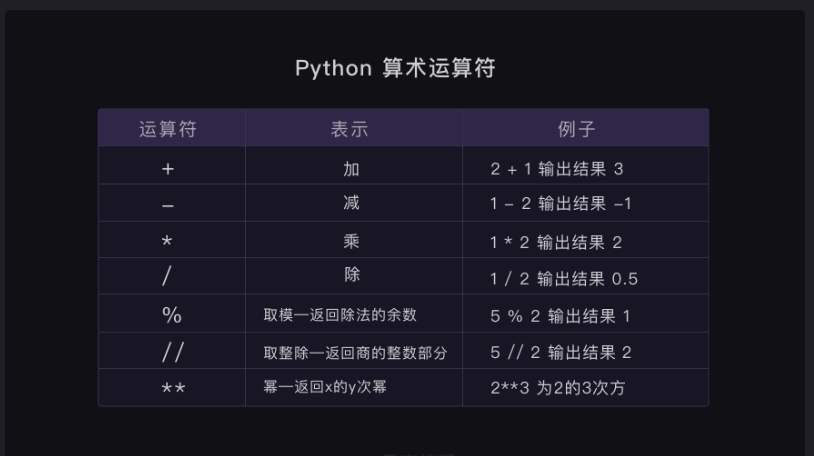 Python 算术运算符
运算符 表示 例子
+ 加 2 + 1 输出结果 3
- 减 1 - 2 输出结果 -1
* 乘 1 * 2 输出结果 2
/ 除 1 / 2 输出结果 0.5
% 取模一返回除法的余数 5 % 2 输出结果 1
// 取整除一返回商的整数部分 5 // 2 输出结果 2
** 幂一返回x的y次幂 2**3 为2的3次方